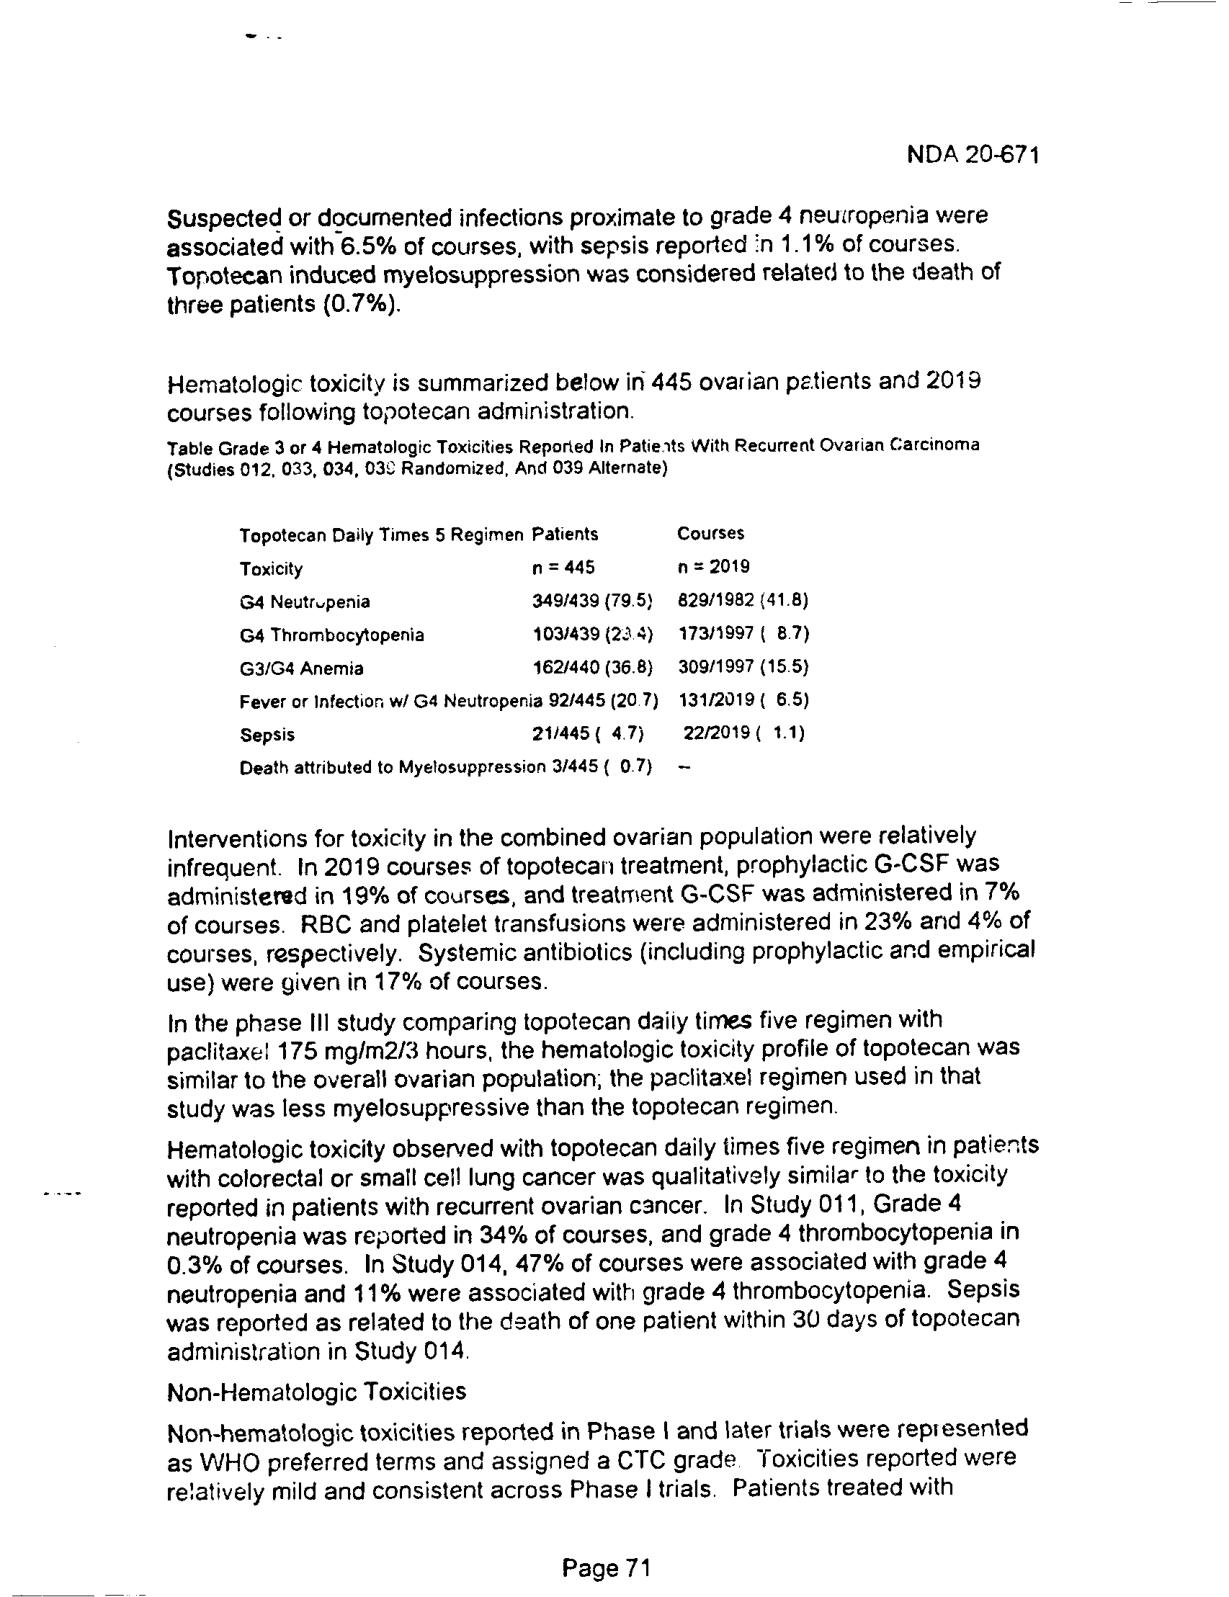 NDA 20-671
Suspected or documented infections proximate to grade 4 neutropenia were
associated with 6.5% of courses, with sepsis reported in 1.1% of courses.
Topotecan induced myelosuppression was considered related to the death of
three patients (0.7%).
Hematologic toxicity is summarized below in 445 ovarian patients and 2019
courses following topotecan administration.
Table Grade 3 or 4 Hematologic Toxicities Reported In Patients With Recurrent Ovarian Carcinoma
(Studies 012, 033, 034, 039 Randomized, And 039 Alternate)
Topotecan Daily Times 5 Regimen Patients Courses
Toxicity n = 445 n = 2019
G4 Neutropenia 349/439 (79.5) 829/1982 (41.8)
G4 Thrombocytopenia 103/439 (23.4) 173/1997 ( 8.7)
G3/G4 Anemia 162/440 (36.8) 309/1997 (15.5)
Fever or Infection w/ G4 Neutropenia 92/445 (20.7) 131/2019 ( 6.5)
Sepsis 21/445 ( 4.7) 22/2019 ( 1.1)
Death attributed to Myelosuppression 3/445 ( 0.7) --
Interventions for toxicity in the combined ovarian population were relatively
infrequent. In 2019 courses of topotecan treatment, prophylactic G-CSF was
administered in 19% of courses, and treatment G-CSF was administered in 7%
of courses. RBC and platelet transfusions were administered in 23% and 4% of
courses, respectively. Systemic antibiotics (including prophylactic and empirical
use) were given in 17% of courses.
In the phase III study comparing topotecan daily times five regimen with
paclitaxel 175 mg/m2/3 hours, the hematologic toxicity profile of topotecan was
similar to the overall ovarian population; the paclitaxel regimen used in that
study was less myelosuppressive than the topotecan regimen.
Hematologic toxicity observed with topotecan daily times five regimen in patients
with colorectal or small cell lung cancer was qualitatively similar to the toxicity
reported in patients with recurrent ovarian cancer. In Study 011, Grade 4
neutropenia was reported in 34% of courses, and grade 4 thrombocytopenia in
0.3% of courses. In Study 014, 47% of courses were associated with grade 4
neutropenia and 11% were associated with grade 4 thrombocytopenia. Sepsis
was reported as related to the death of one patient within 30 days of topotecan
administration in Study 014.
Non-Hematologic Toxicities
Non-hematologic toxicities reported in Phase I and later trials were represented
as WHO preferred terms and assigned a CTC grade. Toxicities reported were
relatively mild and consistent across Phase I trials. Patients treated with
Page 71